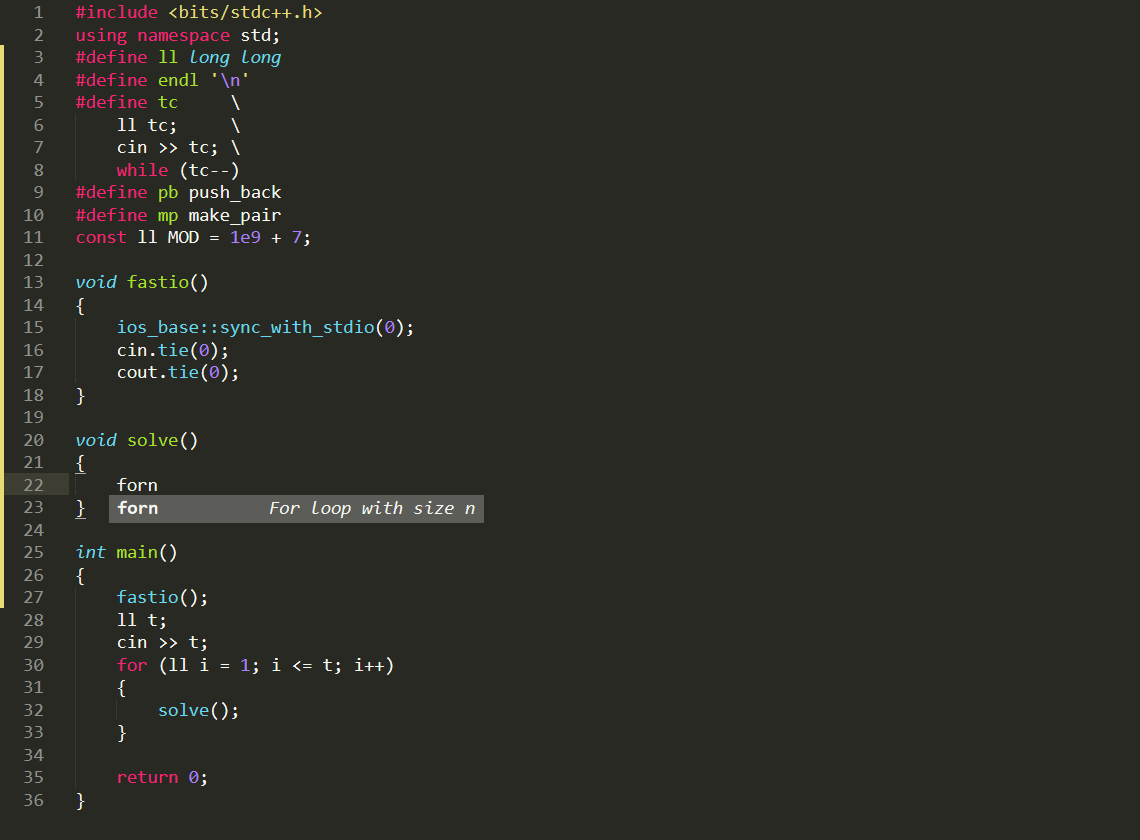 1 #include <bits/stdc++.h>
2 using namespace std;
3 #define ll long long
4 #define endl '\n'
5 #define tc     \
6     ll tc;     \
7     cin >> tc; \
8     while (tc--)
9 #define pb push_back
10 #define mp make_pair
11 const ll MOD = 1e9 + 7;
12
13 void fastio()
14 {
15     ios_base::sync_with_stdio(0);
16     cin.tie(0);
17     cout.tie(0);
18 }
19
20 void solve()
21 {
22     forn
23 } forn For loop with size n
24
25 int main()
26 {
27     fastio();
28     ll t;
29     cin >> t;
30     for (ll i = 1; i <= t; i++)
31     {
32         solve();
33     }
34
35     return 0;
36 }